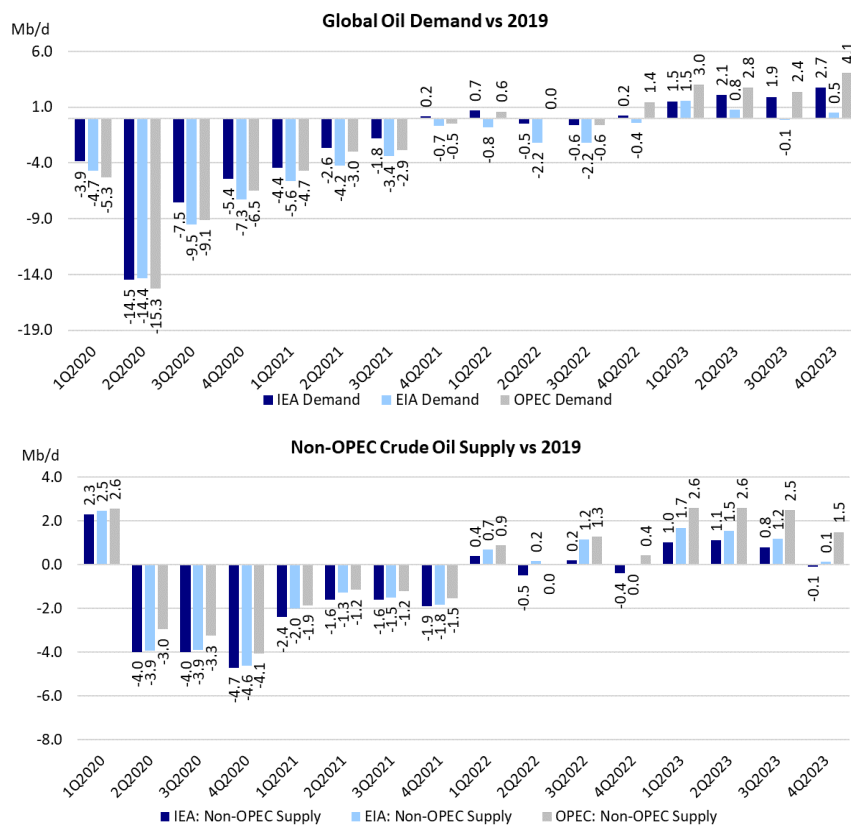 Global Oil Demand vs 2019
Mb/d
6.0
1.0
-4.0
-9.0
-14.0
-19.0
-3.9 -4.7 -5.3
-14.5 -14.4 -15.3
-7.5 -9.5 -9.1
-5.4 -7.3 -6.5
-4.4 -5.6 -4.7
-2.6 -4.2 -3.0
-1.8 -3.4 -2.9
0.2 -0.7 -0.5
0.7 -0.8 0.6
-0.5 -2.2 0.0
-0.6 -2.2 -0.6
0.2 -0.4 1.4
1.5 1.5 3.0
2.1 0.8 2.8
1.9 -0.1 2.4
2.7 0.5 4.1
1Q2020 2Q2020 3Q2020 4Q2020 1Q2021 2Q2021 3Q2021 4Q2021 1Q2022 2Q2022 3Q2022 4Q2022 1Q2023 2Q2023 3Q2023 4Q2023
IEA Demand EIA Demand OPEC Demand
Non-OPEC Crude Oil Supply vs 2019
Mb/d
4.0
2.0
0.0
-2.0
-4.0
-6.0
-8.0
2.3 2.5 2.6
-4.0 -3.9 -3.0
-4.0 -3.9 -3.3
-4.7 -4.6 -4.1
-2.4 -2.0 -1.9
-1.6 -1.3 -1.2
-1.6 -1.5 -1.2
-1.9 -1.8 -1.5
0.4 0.7 0.9
-0.5 0.2 0.0
0.2 1.2 1.3
-0.4 0.0 0.4
1.0 1.7 2.6
1.1 1.5 2.6
0.8 1.2 2.5
-0.1 0.1 1.5
1Q2020 2Q2020 3Q2020 4Q2020 1Q2021 2Q2021 3Q2021 4Q2021 1Q2022 2Q2022 3Q2022 4Q2022 1Q2023 2Q2023 3Q2023 4Q2023
IEA: Non-OPEC Supply EIA: Non-OPEC Supply OPEC: Non-OPEC Supply